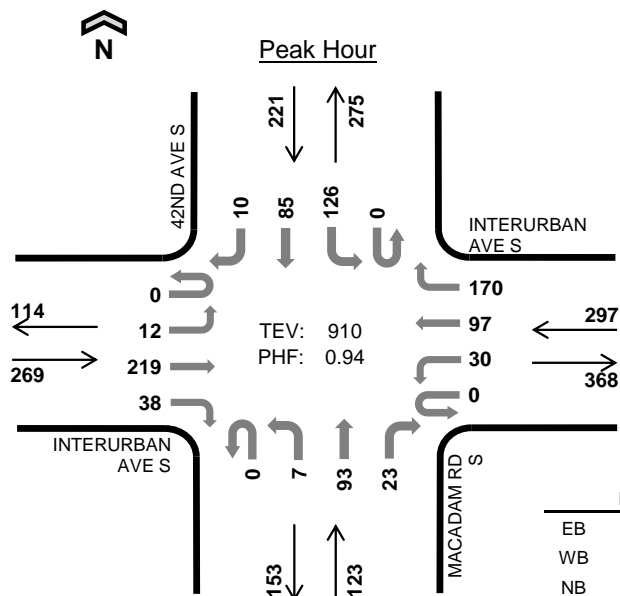 N
Peak Hour
221
275
42ND AVE S
10
85
126
0
INTERURBAN
AVE S
0
170
114
12
97
297
TEV: 910
PHF: 0.94
269
219
30
368
38
0
INTERURBAN
AVE S
0
7
93
23
MACADAM RD
S
153
123
EB
WB
NB